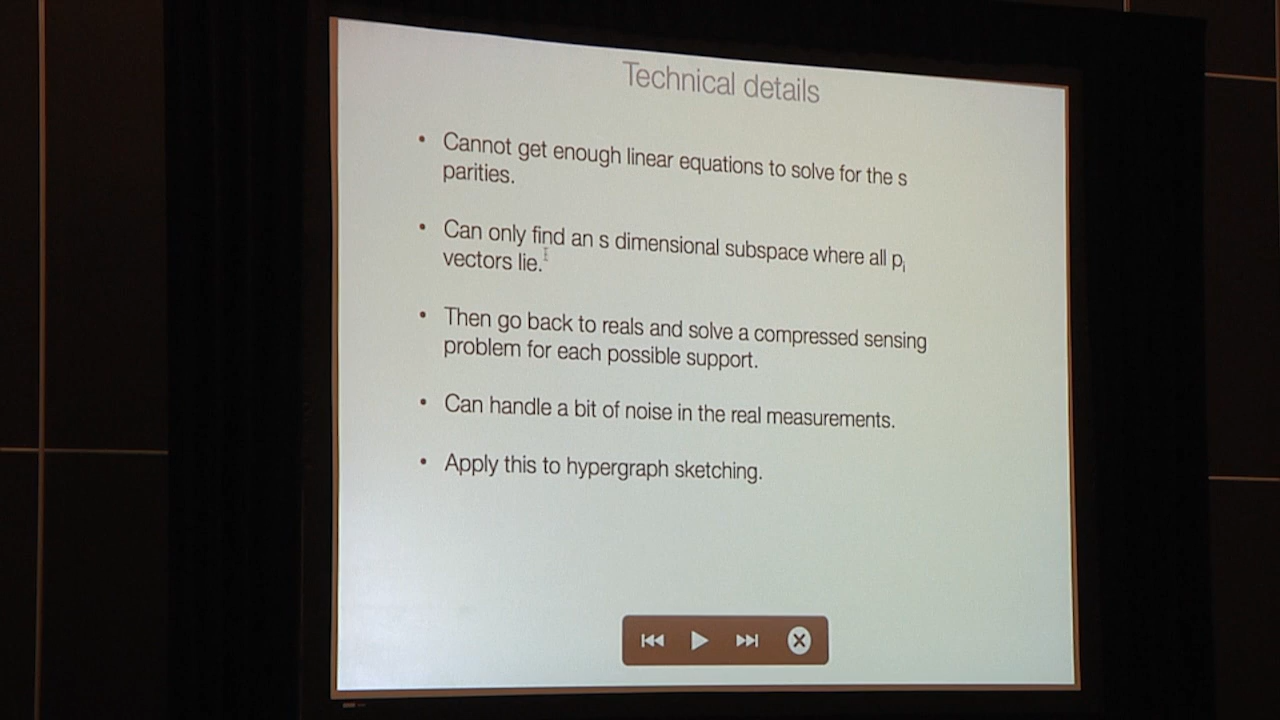 Technical details
• Cannot get enough linear equations to solve for the s
parities.
• Can only find an s dimensional subspace where all pᵢ
vectors lie.
• Then go back to reals and solve a compressed sensing
problem for each possible support.
• Can handle a bit of noise in the real measurements.
• Apply this to hypergraph sketching.